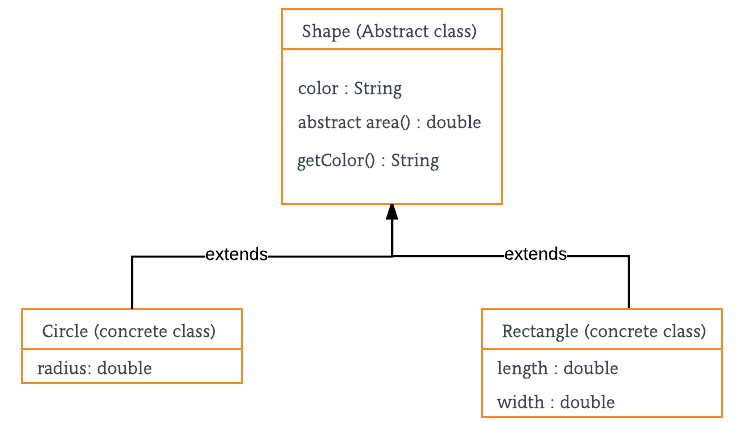 Shape (Abstract class)
color : String
abstract area() : double
getColor() : String
extends
extends
Circle (concrete class)
radius: double
Rectangle (concrete class)
length : double
width : double